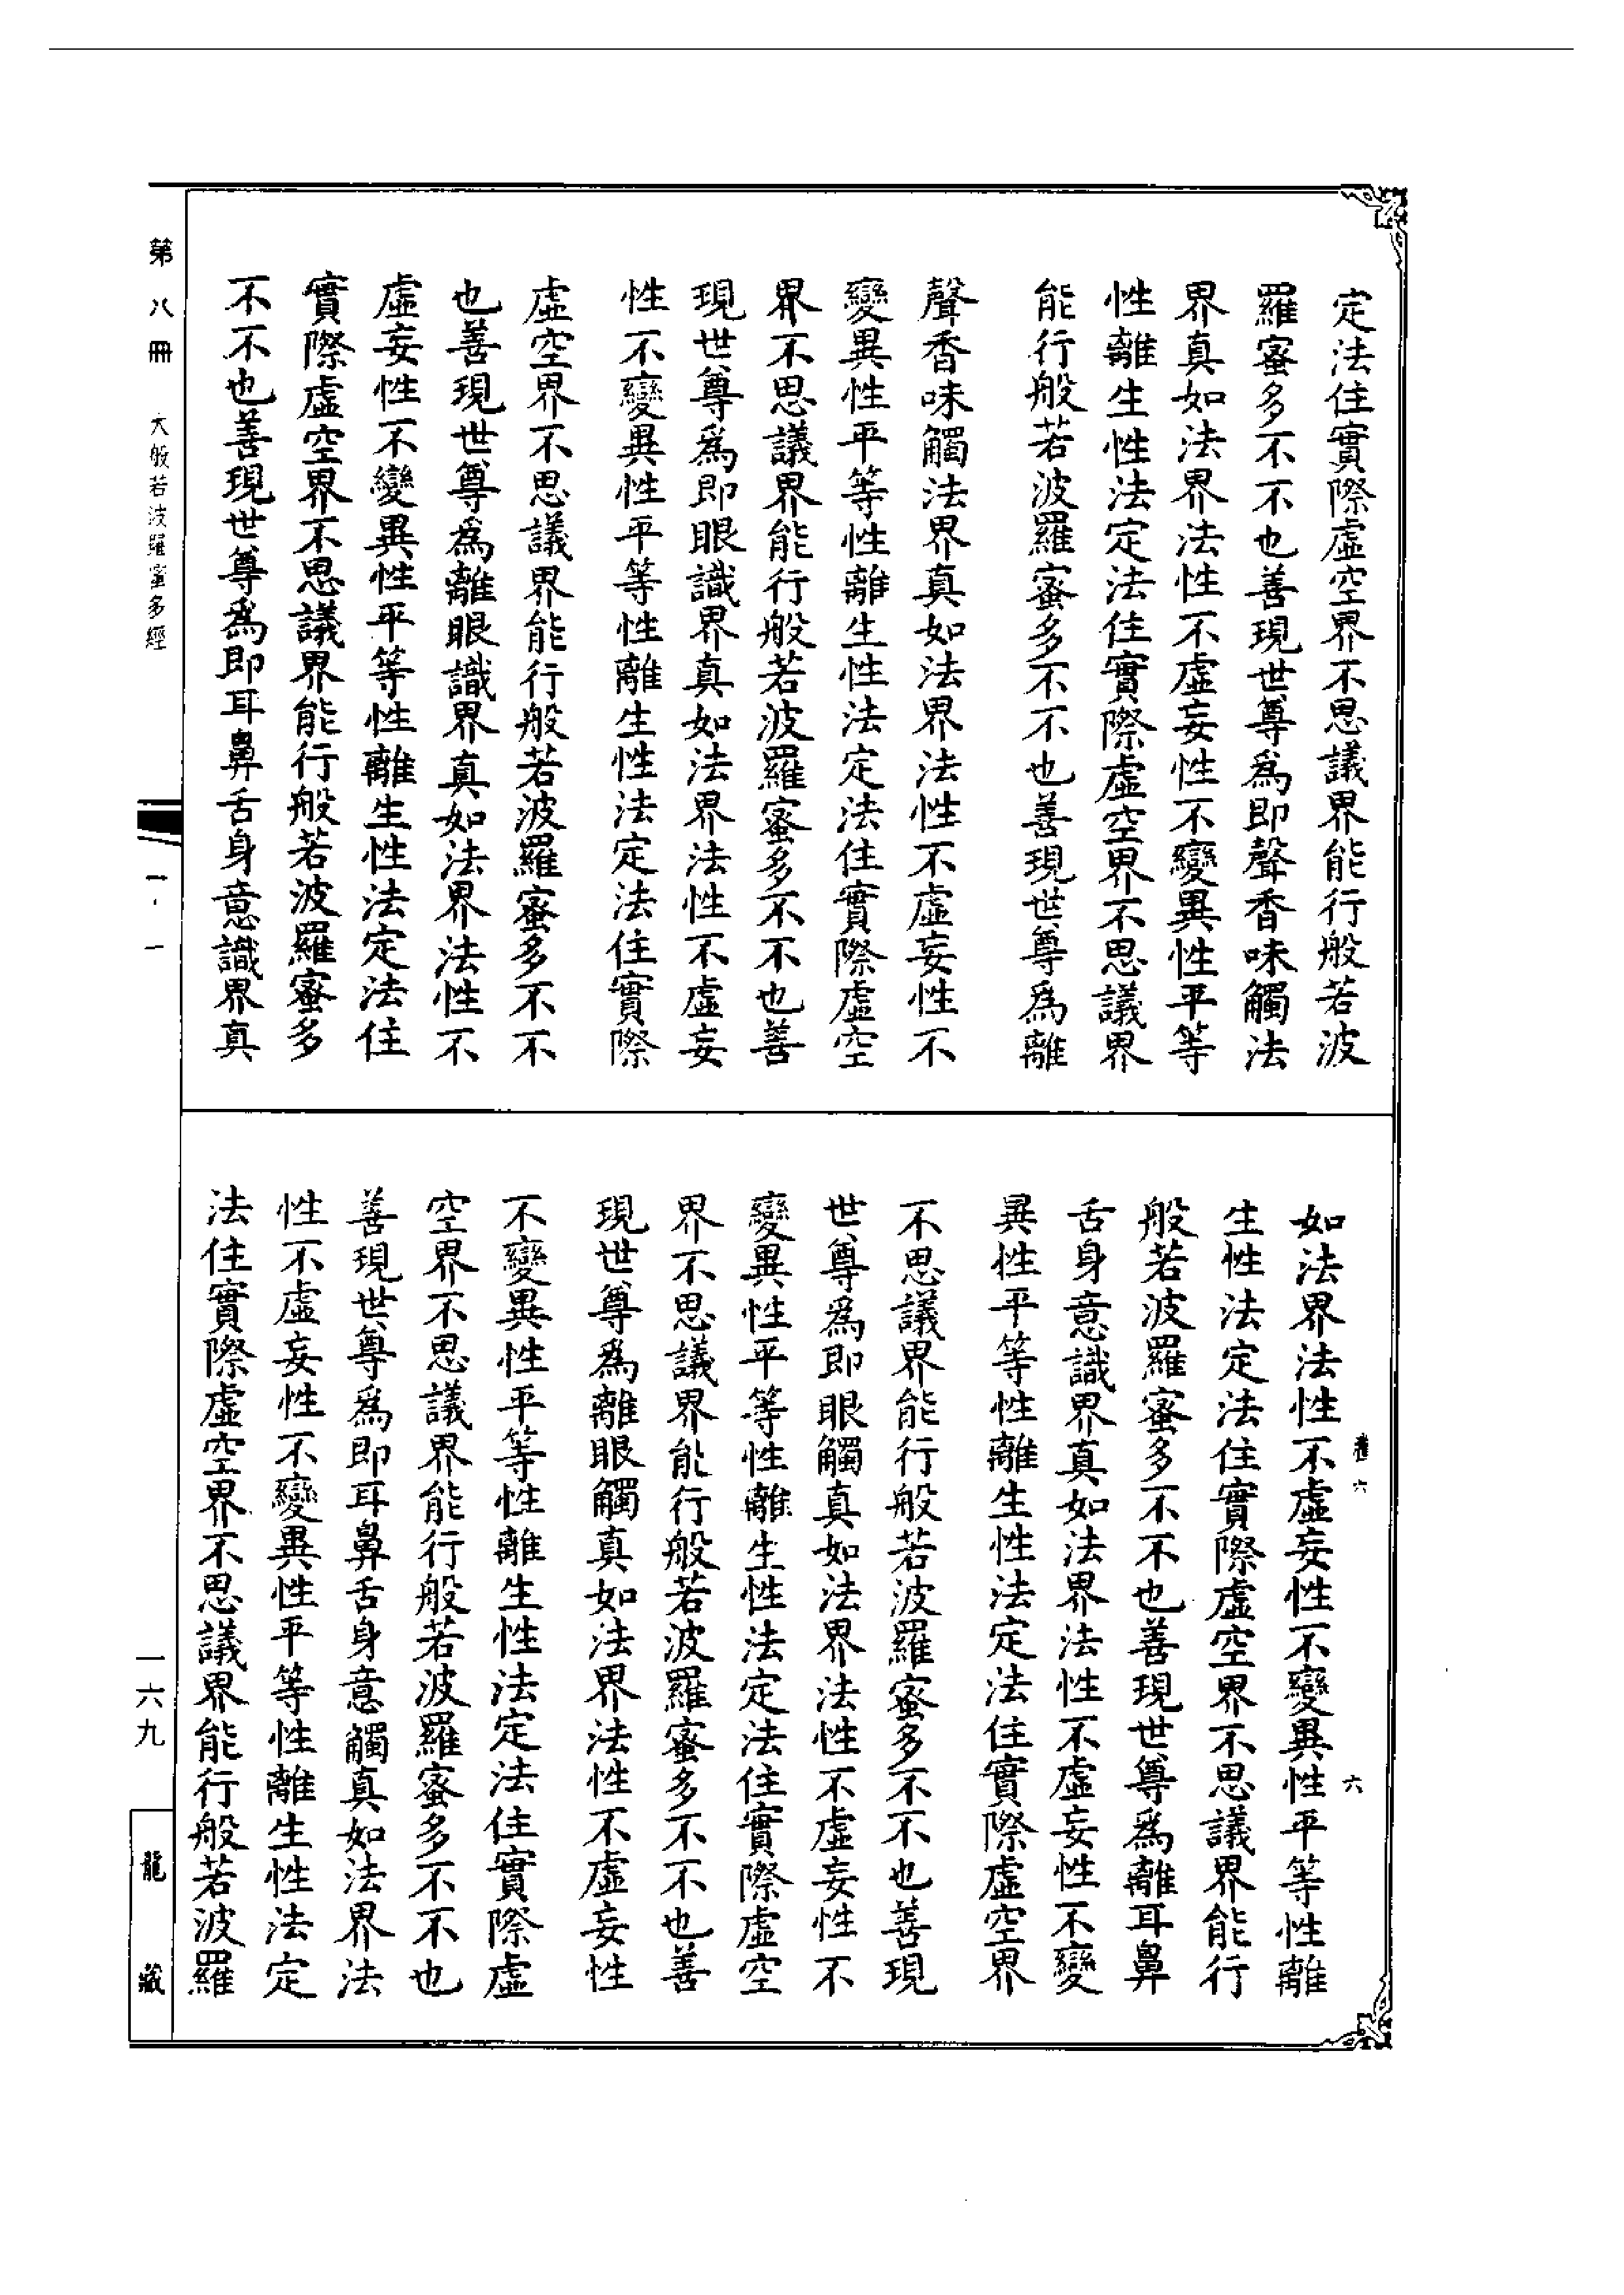 定法住實際虛空界不思議界能行般若波
羅蜜多不不也善現世尊爲即聲香味觸法
界真如法界法性不虛妄性不變異性平等
性離生性法定法住實際虛空界不思議界
能行般若波羅蜜多不不也善現世尊爲離
聲香味觸法界真如法界法性不虛妄性不
變異性平等性離生性法定法住實際虛空
界不思議界能行般若波羅蜜多不不也善
現世尊爲即眼識界真如法界法性不虛妄
性不變異性平等性離生性法定法住實際
虛空界不思議界能行般若波羅蜜多不不
也善現世尊爲離眼識界真如法界法性不
虛妄性不變異性平等性離生性法定法住
實際虛空界不思議界能行般若波羅蜜多
不不也善現世尊爲即耳鼻舌身意識界真
如法界法性不虛妄性不變異性平等性離
生性法定法住實際虛空界不思議界能行
般若波羅蜜多不不也善現世尊爲離耳鼻
舌身意識界真如法界法性不虛妄性不變
異性平等性離生性法定法住實際虛空界
不思議界能行般若波羅蜜多不不也善現
世尊爲即眼觸真如法界法性不虛妄性不
變異性平等性離生性法定法住實際虛空
界不思議界能行般若波羅蜜多不不也善
現世尊爲離眼觸真如法界法性不虛妄性
不變異性平等性離生性法定法住實際虛
空界不思議界能行般若波羅蜜多不不也
善現世尊爲即耳鼻舌身意觸真如法界法
性不虛妄性不變異性平等性離生性法定
法住實際虛空界不思議界能行般若波羅
卷六 六
第八冊 大般若波羅蜜多經 一·一
一六九
龍藏